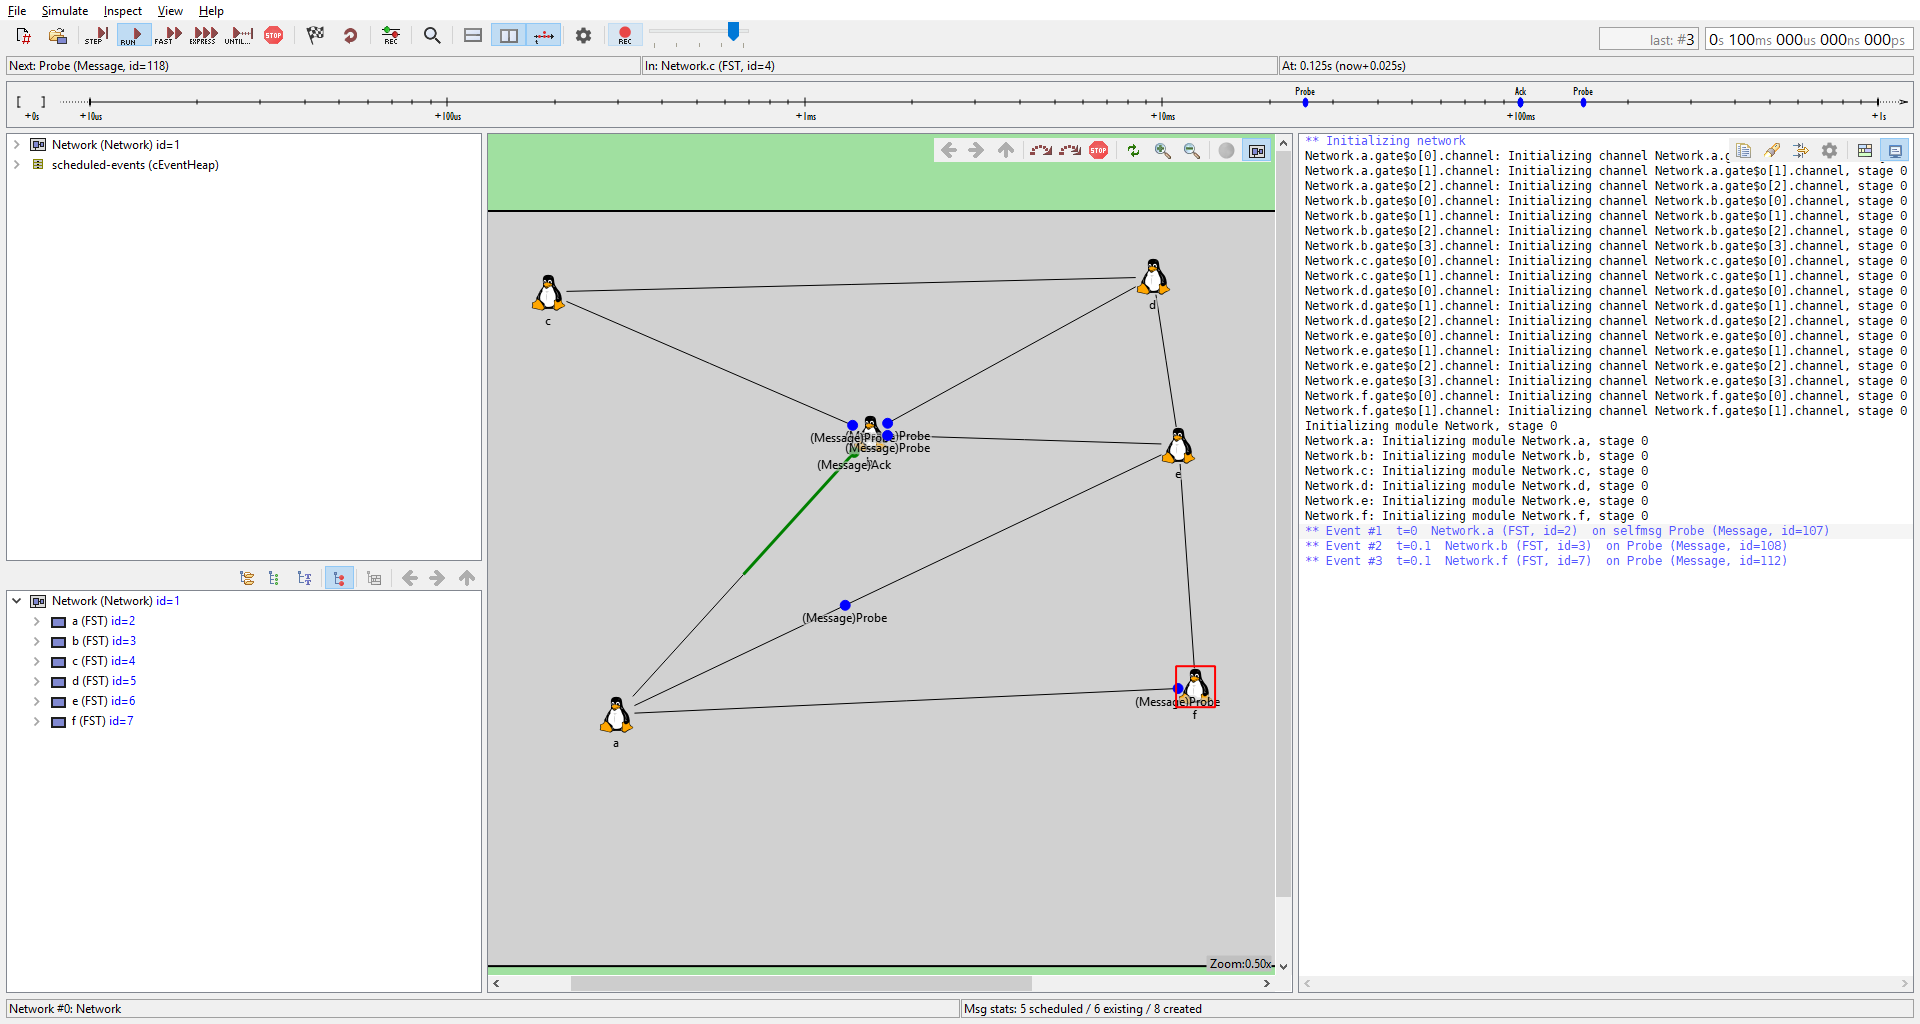 File Simulate Inspect View Help
STEP RUN FAST EXPRESS UNTIL... STOP REC REC
last: #3 0s 100ms 000us 000ns 000ps
Next: Probe (Message, id=118) In: Network.c (FST, id=4) At: 0.125s (now+0.025s)
Probe Ack Probe
+0s +10us +100us +1ms +10ms +100ms +1s
Network (Network) id=1
scheduled-events (cEventHeap)
Network (Network) id=1
a (FST) id=2
b (FST) id=3
c (FST) id=4
d (FST) id=5
e (FST) id=6
f (FST) id=7
STOP
c
d
(Message)Probe
(Message)Probe
(Message)Ack
e
(Message)Probe
(Message)Probe
f
a
Zoom:0.50x
** Initializing network
Network.a.gate$o[0].channel: Initializing channel Network.a.g
Network.a.gate$o[1].channel: Initializing channel Network.a.gate$o[1].channel, stage 0
Network.a.gate$o[2].channel: Initializing channel Network.a.gate$o[2].channel, stage 0
Network.b.gate$o[0].channel: Initializing channel Network.b.gate$o[0].channel, stage 0
Network.b.gate$o[1].channel: Initializing channel Network.b.gate$o[1].channel, stage 0
Network.b.gate$o[2].channel: Initializing channel Network.b.gate$o[2].channel, stage 0
Network.b.gate$o[3].channel: Initializing channel Network.b.gate$o[3].channel, stage 0
Network.c.gate$o[0].channel: Initializing channel Network.c.gate$o[0].channel, stage 0
Network.c.gate$o[1].channel: Initializing channel Network.c.gate$o[1].channel, stage 0
Network.d.gate$o[0].channel: Initializing channel Network.d.gate$o[0].channel, stage 0
Network.d.gate$o[1].channel: Initializing channel Network.d.gate$o[1].channel, stage 0
Network.d.gate$o[2].channel: Initializing channel Network.d.gate$o[2].channel, stage 0
Network.e.gate$o[0].channel: Initializing channel Network.e.gate$o[0].channel, stage 0
Network.e.gate$o[1].channel: Initializing channel Network.e.gate$o[1].channel, stage 0
Network.e.gate$o[2].channel: Initializing channel Network.e.gate$o[2].channel, stage 0
Network.e.gate$o[3].channel: Initializing channel Network.e.gate$o[3].channel, stage 0
Network.f.gate$o[0].channel: Initializing channel Network.f.gate$o[0].channel, stage 0
Network.f.gate$o[1].channel: Initializing channel Network.f.gate$o[1].channel, stage 0
Initializing module Network, stage 0
Network.a: Initializing module Network.a, stage 0
Network.b: Initializing module Network.b, stage 0
Network.c: Initializing module Network.c, stage 0
Network.d: Initializing module Network.d, stage 0
Network.e: Initializing module Network.e, stage 0
Network.f: Initializing module Network.f, stage 0
** Event #1 t=0 Network.a (FST, id=2) on selfmsg Probe (Message, id=107)
** Event #2 t=0.1 Network.b (FST, id=3) on Probe (Message, id=108)
** Event #3 t=0.1 Network.f (FST, id=7) on Probe (Message, id=112)
Network #0: Network Msg stats: 5 scheduled / 6 existing / 8 created